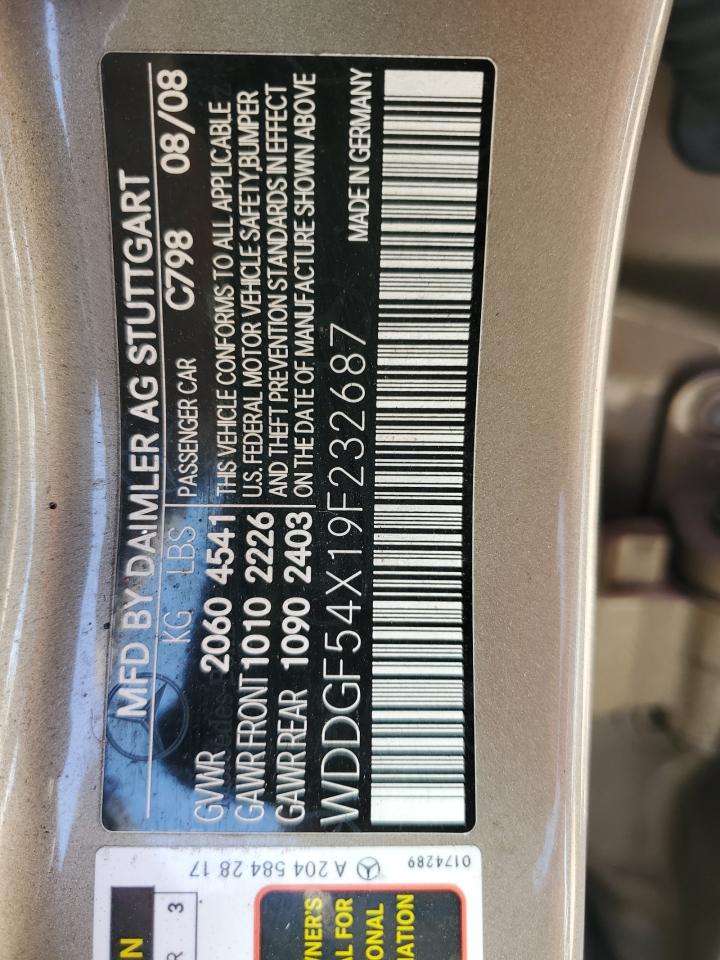 MFD BY DAIMLER AG STUTTGART
KG LBS PASSENGER CAR C798 08/08
GVWR 2060 4541
GAWR FRONT 1010 2226
GAWR REAR 1090 2403
THIS VEHICLE CONFORMS TO ALL APPLICABLE
U.S. FEDERAL MOTOR VEHICLE SAFETY,BUMPER
AND THEFT PREVENTION STANDARDS IN EFFECT
ON THE DATE OF MANUFACTURE SHOWN ABOVE
WDDGF54X19F232687 MADE IN GERMANY
A 204 584 28 17
0174289
3